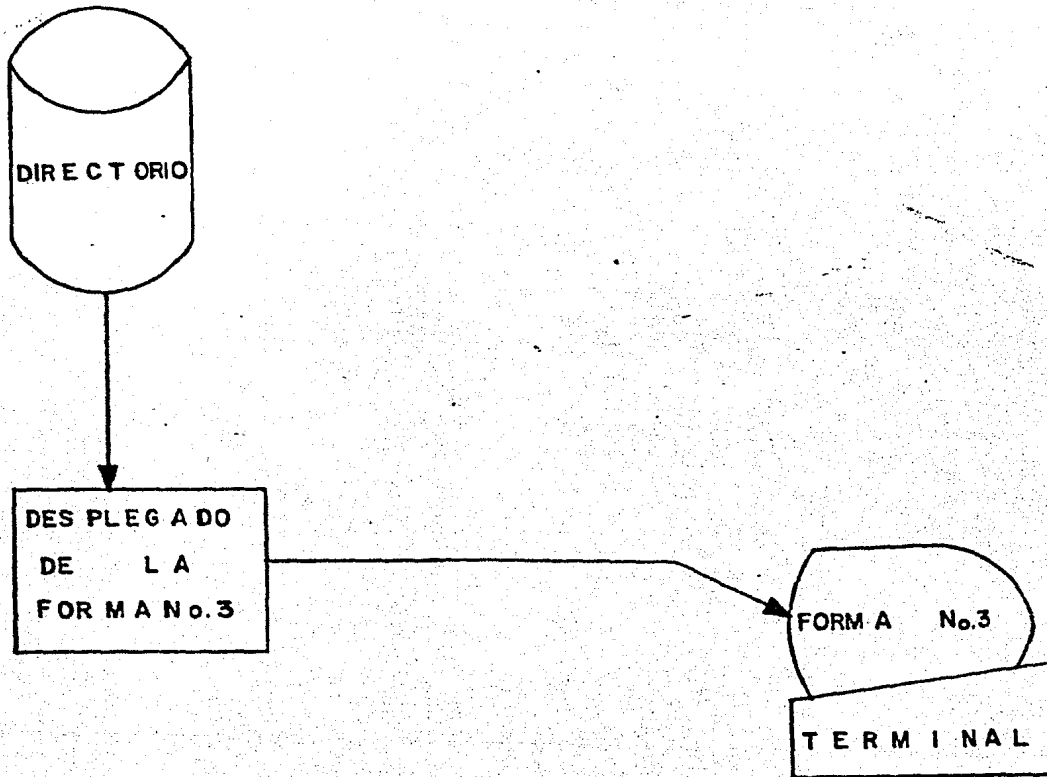 DIRECTORIO
DESPLEGADO
DE LA
FORMA No.3
FORMA No.3
TERMINAL